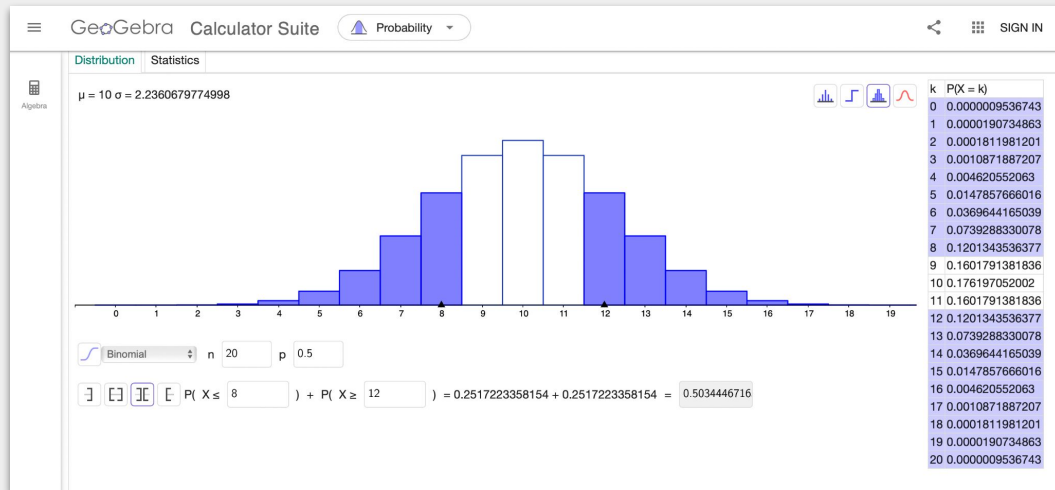 GeoGebra Calculator Suite Probability SIGN IN
Distribution Statistics
Algebra
μ = 10 σ = 2.2360679774998
0 1 2 3 4 5 6 7 8 9 10 11 12 13 14 15 16 17 18 19
Binomial n 20 p 0.5
P( X ≤ 8 ) + P( X ≥ 12 ) = 0.2517223358154 + 0.2517223358154 = 0.5034446716
k P(X = k)
0 0.0000009536743
1 0.0000190734863
2 0.0001811981201
3 0.0010871887207
4 0.004620552063
5 0.0147857666016
6 0.0369644165039
7 0.0739288330078
8 0.1201343536377
9 0.1601791381836
10 0.176197052002
11 0.1601791381836
12 0.1201343536377
13 0.0739288330078
14 0.0369644165039
15 0.0147857666016
16 0.004620552063
17 0.0010871887207
18 0.0001811981201
19 0.0000190734863
20 0.0000009536743